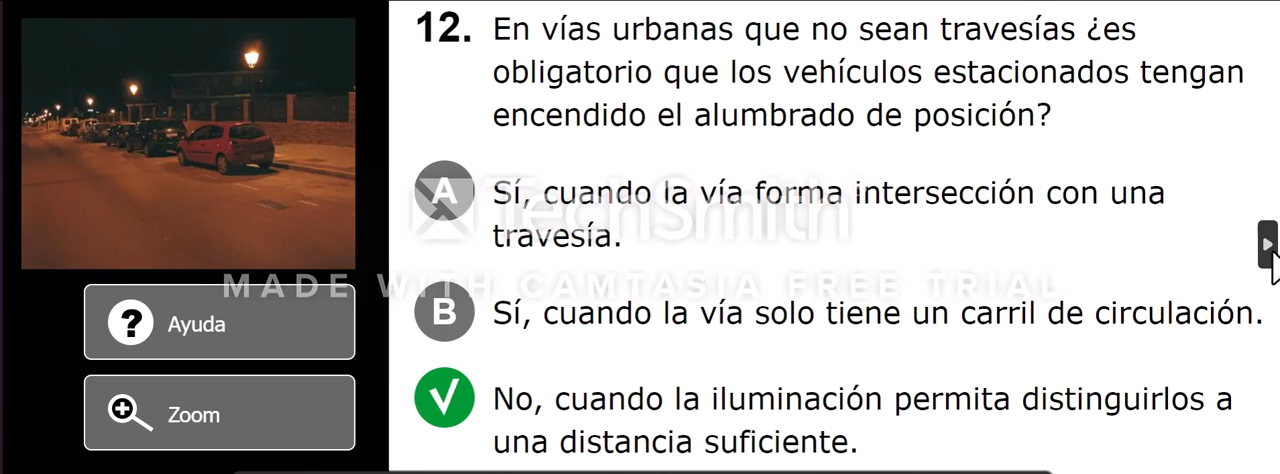 12. En vías urbanas que no sean travesías ¿es
obligatorio que los vehículos estacionados tengan
encendido el alumbrado de posición?
A Sí, cuando la vía forma intersección con una
travesía.
TechSmith
MADE WITH CAMTASIA FREE TRIAL
? Ayuda
B Sí, cuando la vía solo tiene un carril de circulación.
Zoom
No, cuando la iluminación permita distinguirlos a
una distancia suficiente.